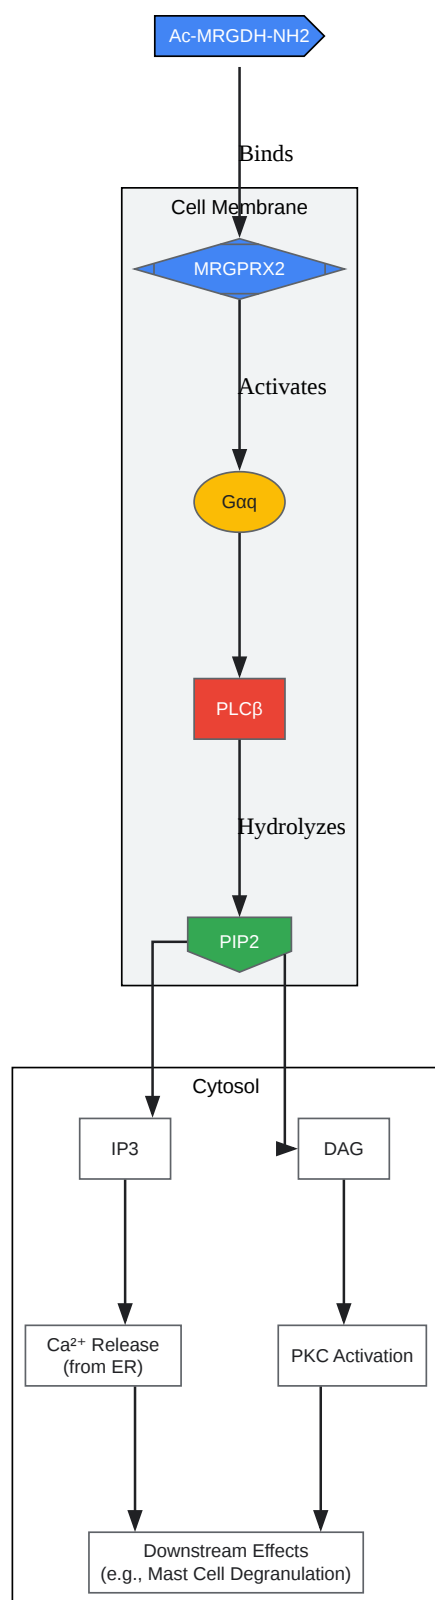 Ac-MRGDH-NH2
Binds
Cell Membrane
MRGPRX2
Activates
Gαq
PLCβ
Hydrolyzes
PIP2
Cytosol
IP3
DAG
Ca²⁺ Release
(from ER)
PKC Activation
Downstream Effects
(e.g., Mast Cell Degranulation)